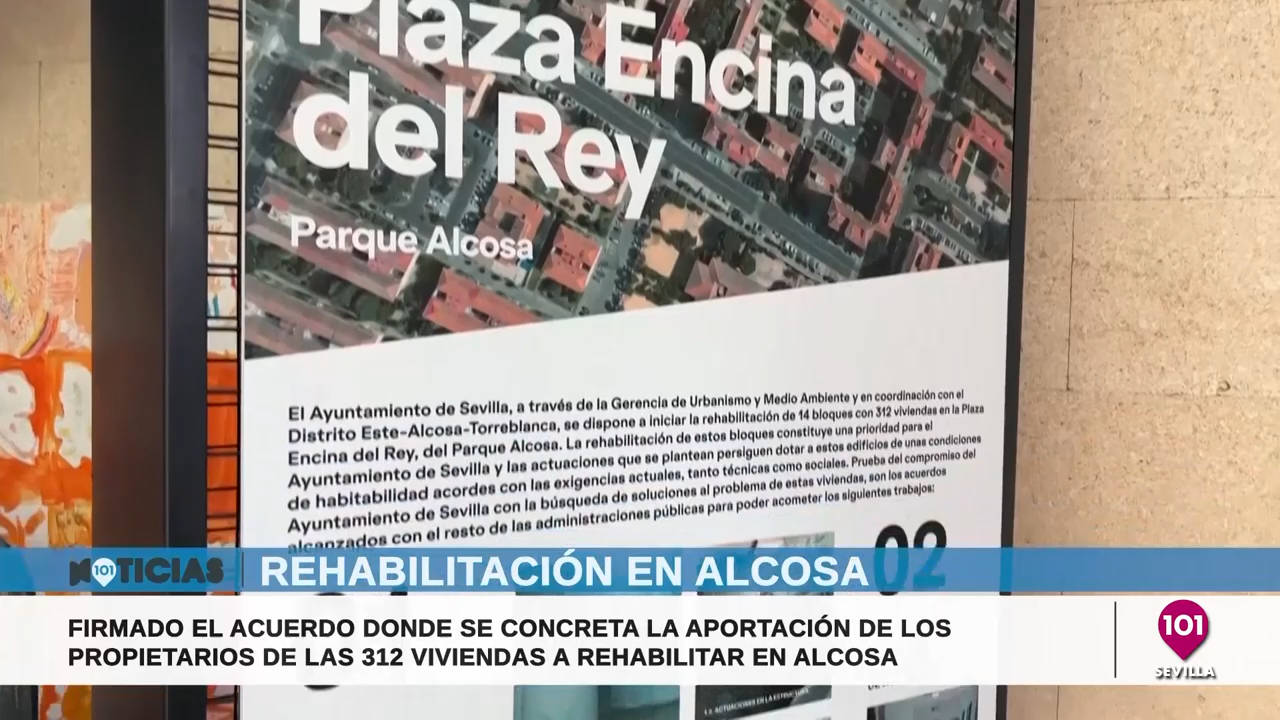 Plaza Encina
del Rey
Parque Alcosa
El Ayuntamiento de Sevilla, a través de la Gerencia de Urbanismo y Medio Ambiente y en coordinación con el
Distrito Este-Alcosa-Torreblanca, se dispone a iniciar la rehabilitación de 14 bloques con 312 viviendas en la Plaza
Encina del Rey, del Parque Alcosa. La rehabilitación de estos bloques constituye una prioridad para el
Ayuntamiento de Sevilla y las actuaciones que se plantean persiguen dotar a estos edificios de unas condiciones
de habitabilidad acordes con las exigencias actuales, tanto técnicas como sociales. Prueba del compromiso del
Ayuntamiento de Sevilla con la búsqueda de soluciones al problema de estas viviendas, son los acuerdos
alcanzados con el resto de las administraciones públicas para poder acometer los siguientes trabajos:
02
NOTICIAS 101
REHABILITACIÓN EN ALCOSA
FIRMADO EL ACUERDO DONDE SE CONCRETA LA APORTACIÓN DE LOS
PROPIETARIOS DE LAS 312 VIVIENDAS A REHABILITAR EN ALCOSA
101
SEVILLA
1.2. ACTUACIONES EN LA ESTRUCTURA